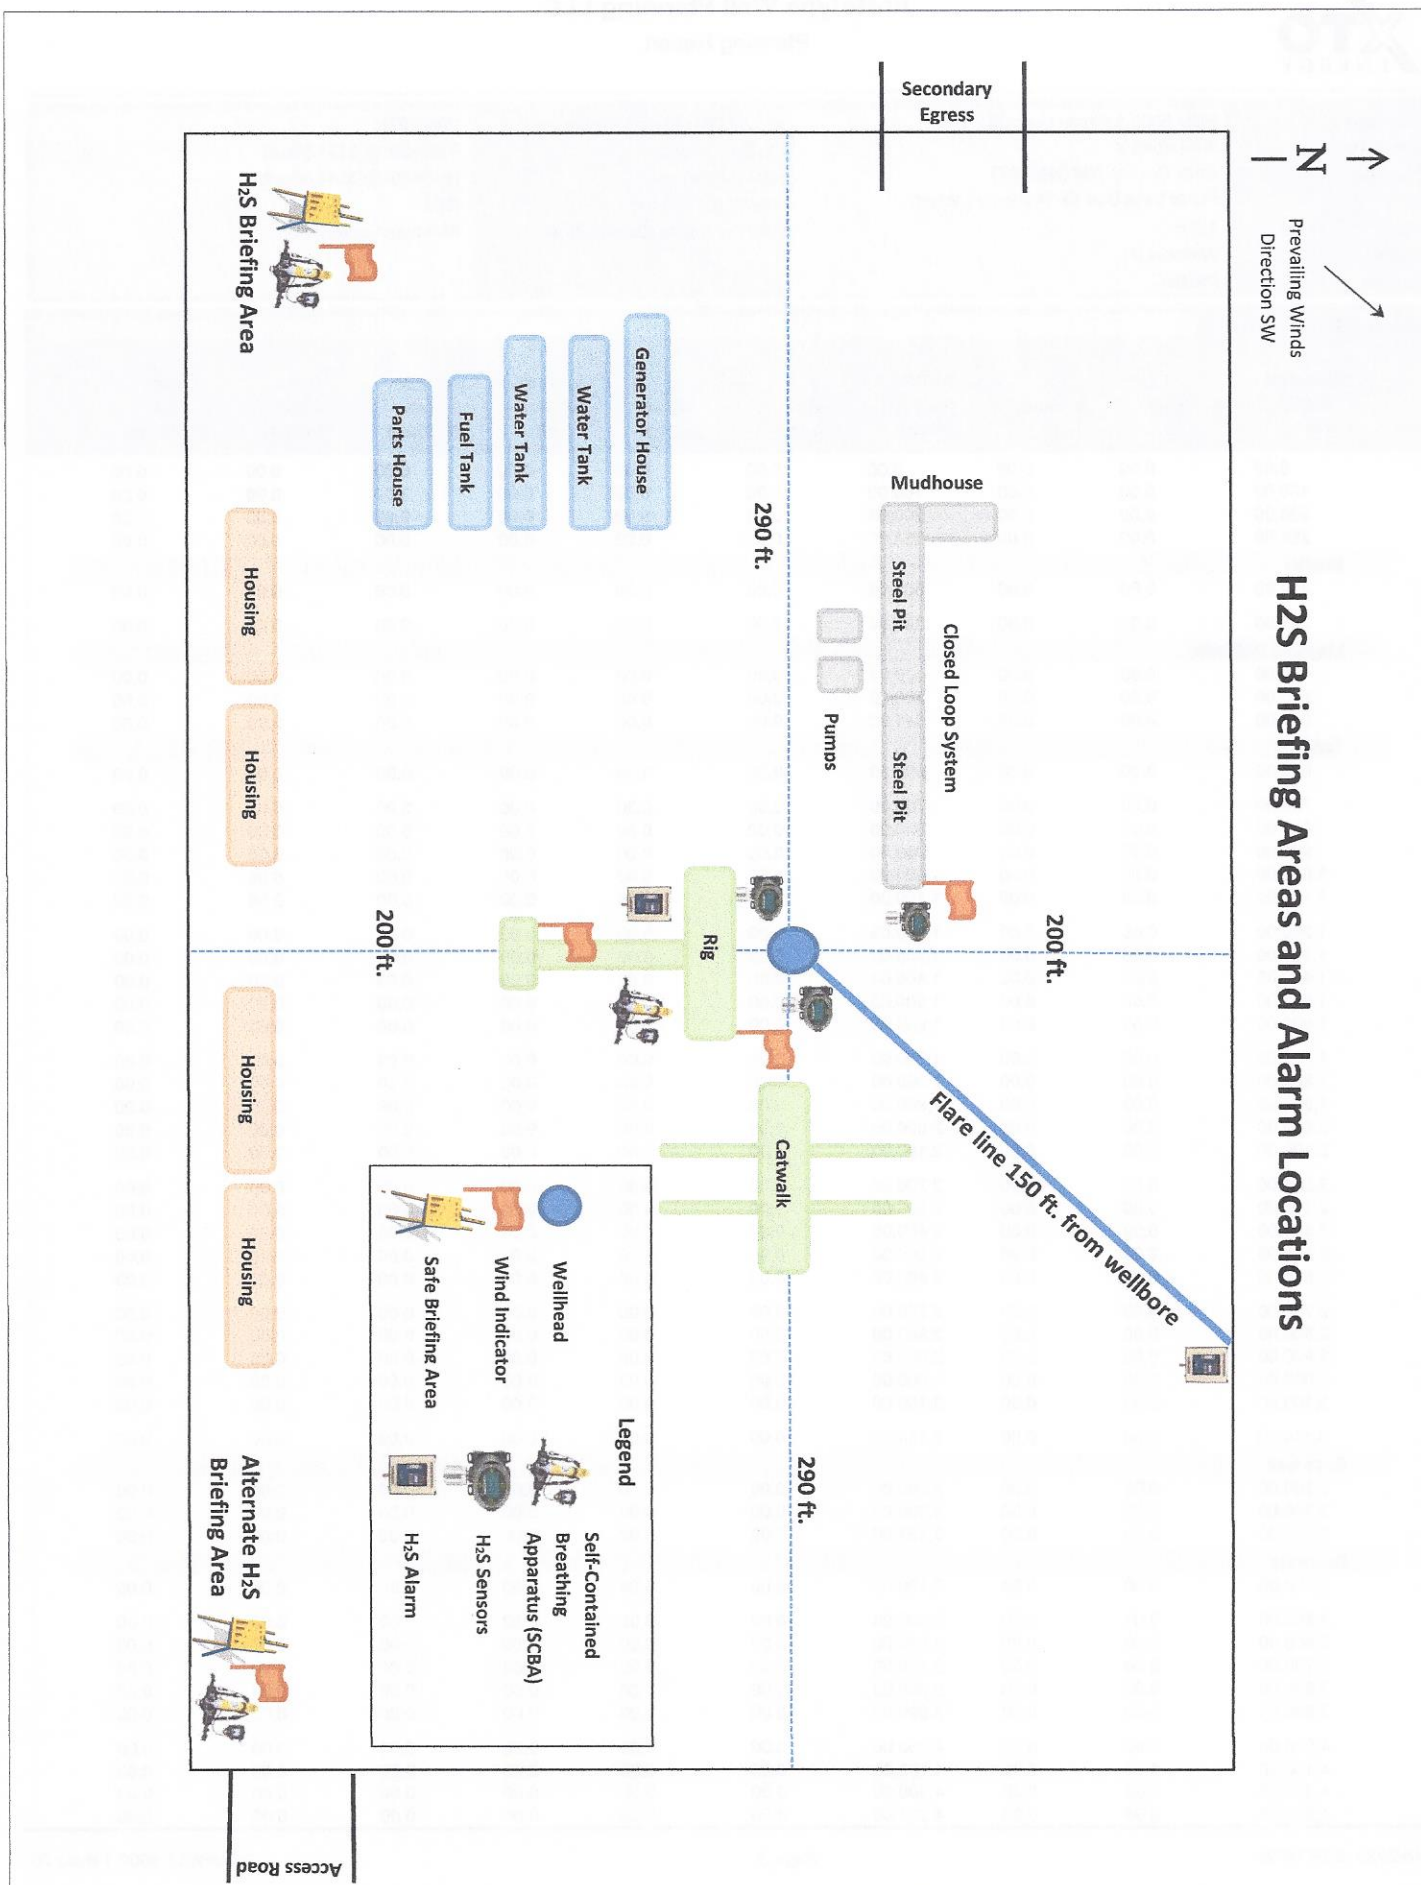 H2S Briefing Areas and Alarm Locations
N
Prevailing Winds
Direction SW
Secondary
Egress
Mudhouse
Closed Loop System
Steel Pit
Steel Pit
Pumps
200 ft.
Flare line 150 ft. from wellbore
290 ft.
290 ft.
Generator House
Water Tank
Water Tank
Fuel Tank
Parts House
Rig
Catwalk
200 ft.
Legend
Wellhead
Wind Indicator
Safe Briefing Area
Self-Contained
Breathing
Apparatus (SCBA)
H₂S Sensors
H₂S Alarm
H₂S Briefing Area
Housing
Housing
Housing
Housing
Alternate H₂S
Briefing Area
Access Road